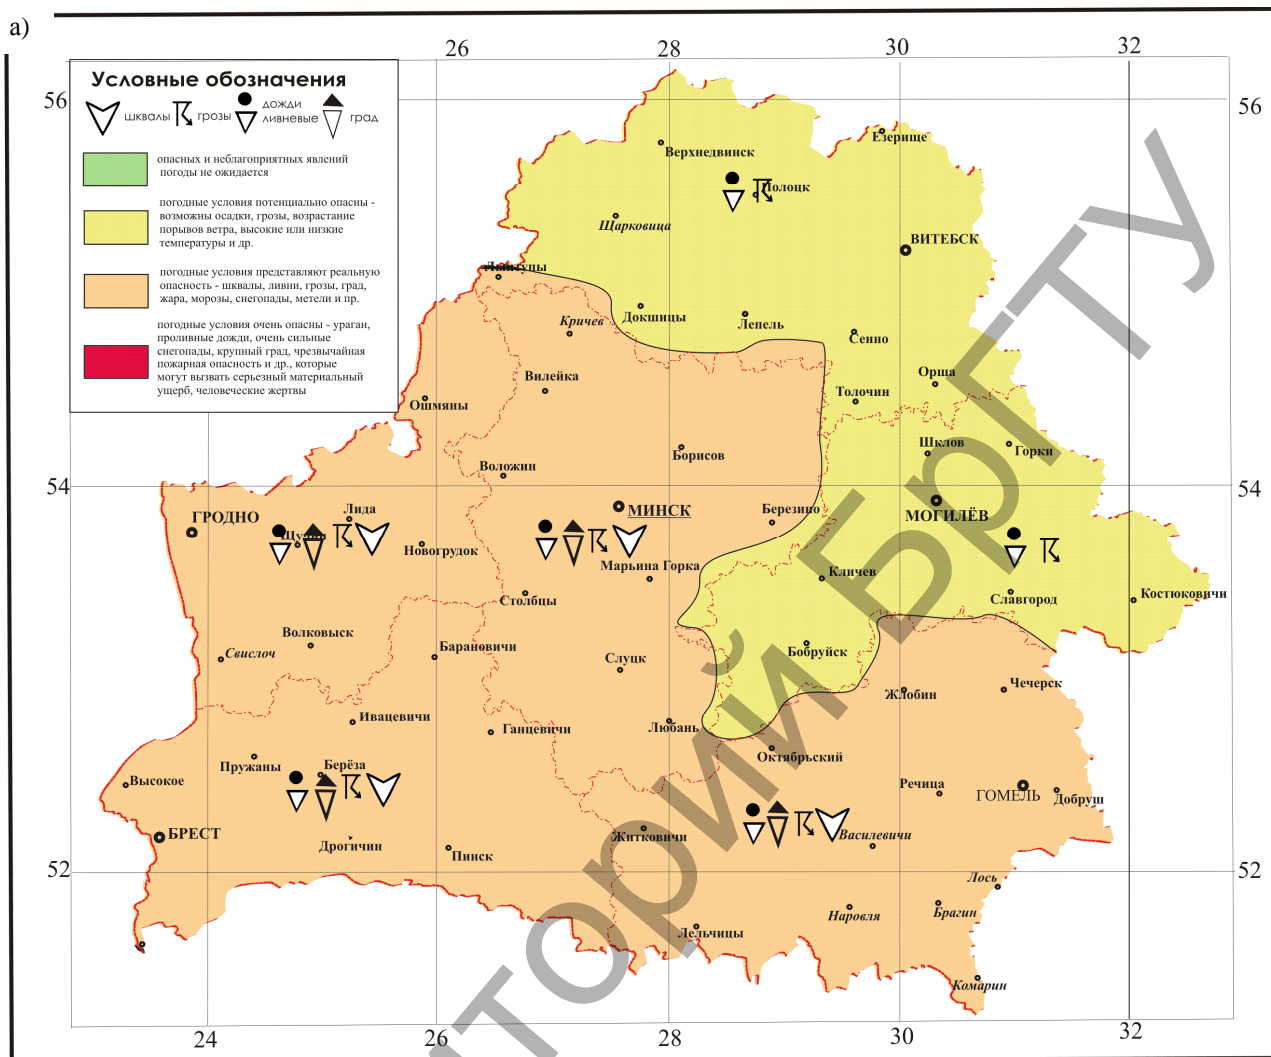 а)
26 28 30 32
Условные обозначения
шквалы грозы дожди ливневые град
опасных и неблагоприятных явлений
погоды не ожидается
погодные условия потенциально опасны -
возможны осадки, грозы, возрастание
порывов ветра, высокие или низкие
температуры и др.
погодные условия представляют реальную
опасность - шквалы, ливни, грозы, град,
жара, морозы, снегопады, метели и пр.
погодные условия очень опасны - ураган,
проливные дожди, очень сильные
снегопады, крупный град, чрезвычайная
пожарная опасность и др., которые
могут вызвать серьезный материальный
ущерб, человеческие жертвы
56 56
Езерище
Верхнедвинск
Полоцк
Щарковица
ВИТЕБСК
Лынтупы
Кричев
Докшицы
Лепель
Сенно
Вилейка
Орша
Толочин
Ошмяны
Шклов
Горки
Борисов
Воложин
54 54
ГРОДНО
Лида
МИНСК
Березино
МОГИЛЁВ
Новогрудок
Марьина Горка
Кличев
Столбцы
Славгород
Костюковичи
Волковыск
Свислоч
Барановичи
Слуцк
Бобруйск
Чечерск
Жлобин
Ивацевичи
Ганцевичи
Любань
Октябрьский
Пружаны
Берёза
Высокое
Речица
ГОМЕЛЬ
Добруш
БРЕСТ
Житковичи
Василевичи
Дрогичин
Пинск
52 52
Лось
Наровля
Брагин
Лельчицы
Комарин
24 26 28 30 32
торий БрГТУ